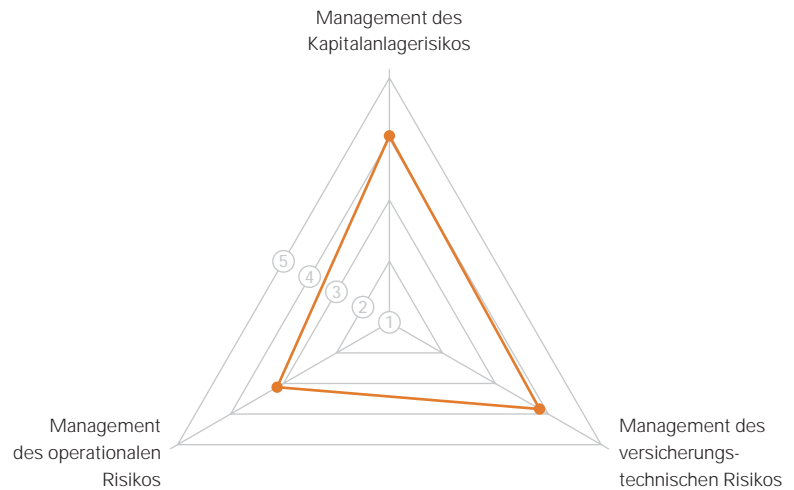 Management des
Kapitalanlagerisikos
5
4
3
2
1
Management
des operationalen
Risikos
Management des
versicherungs-
technischen Risikos